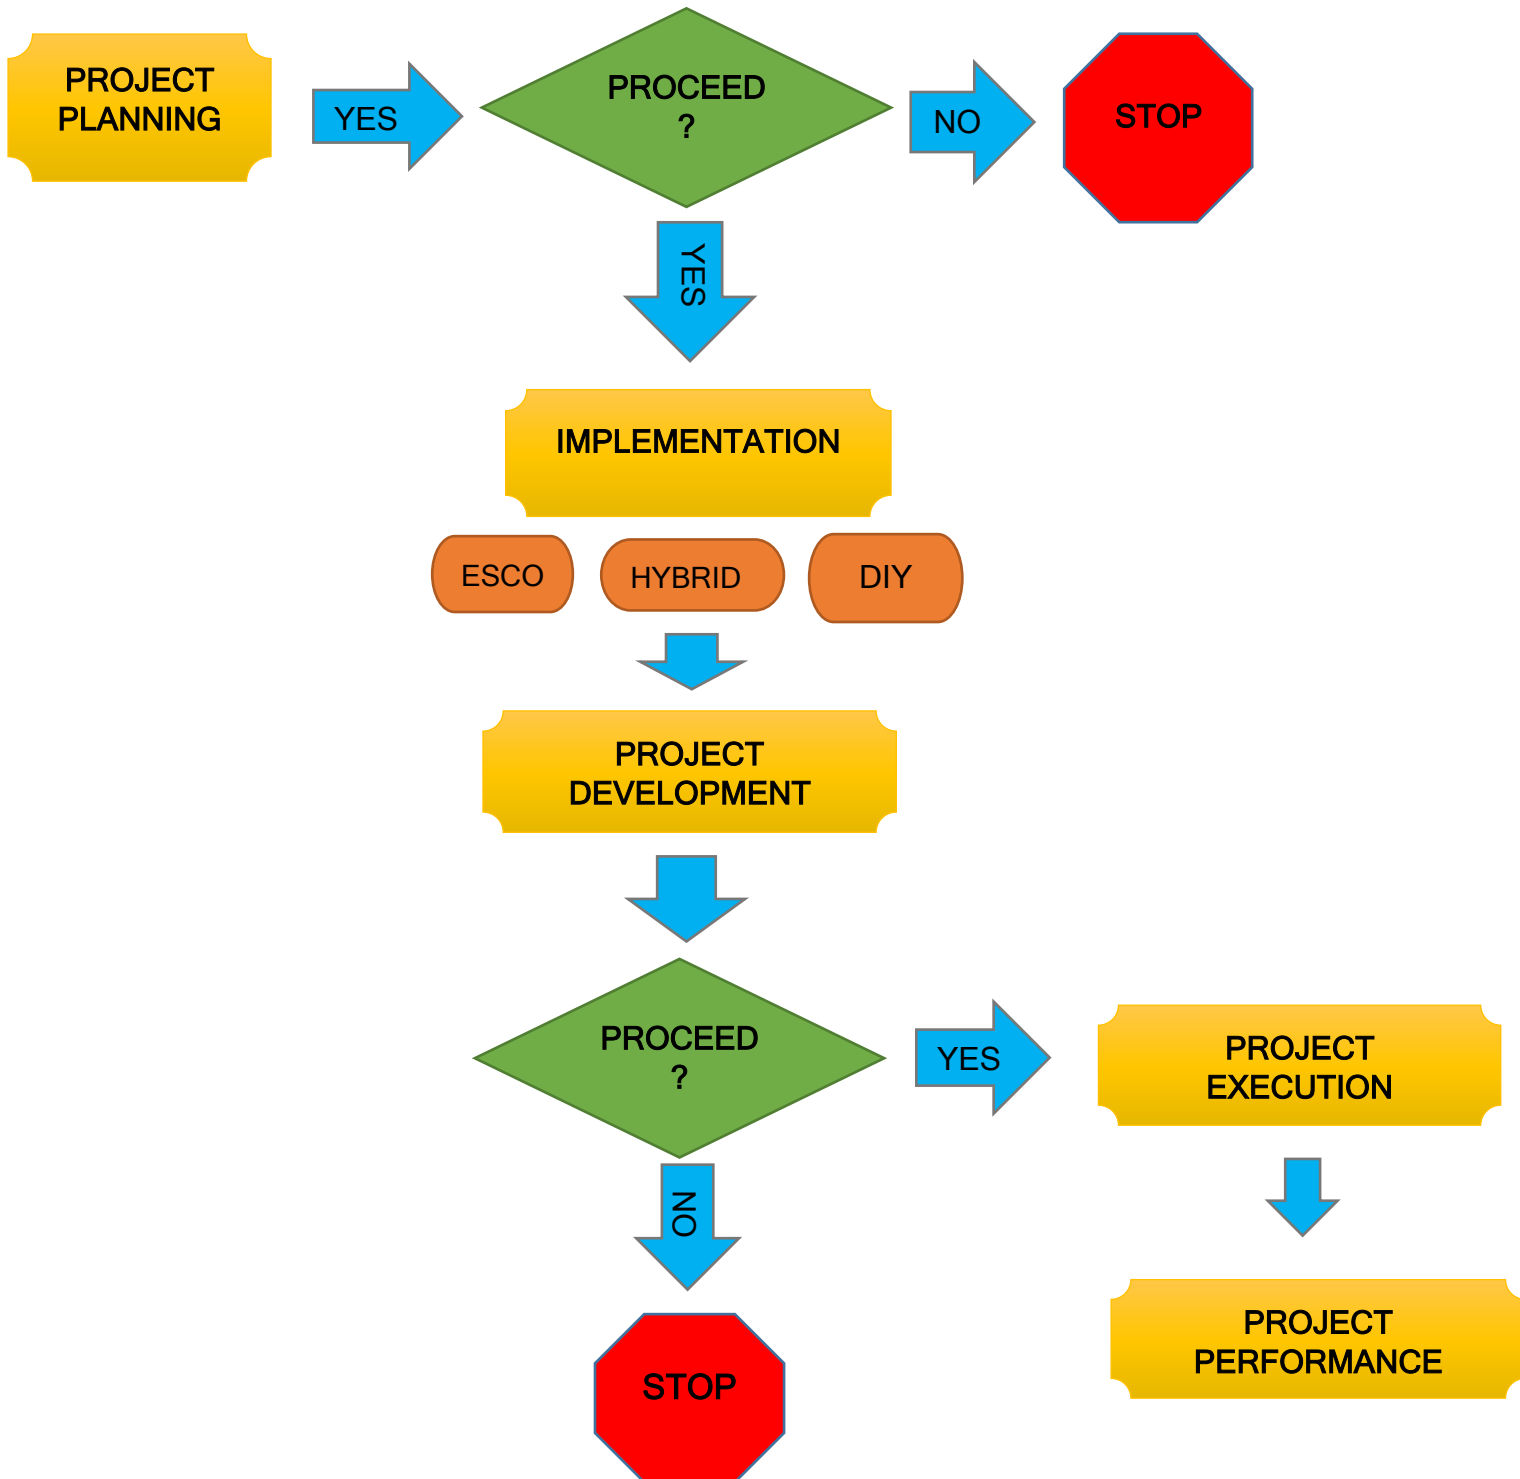 PROJECT
PLANNING
YES
PROCEED
?
NO
STOP
YES
IMPLEMENTATION
ESCO
HYBRID
DIY
PROJECT
DEVELOPMENT
PROCEED
?
YES
PROJECT
EXECUTION
NO
PROJECT
PERFORMANCE
STOP